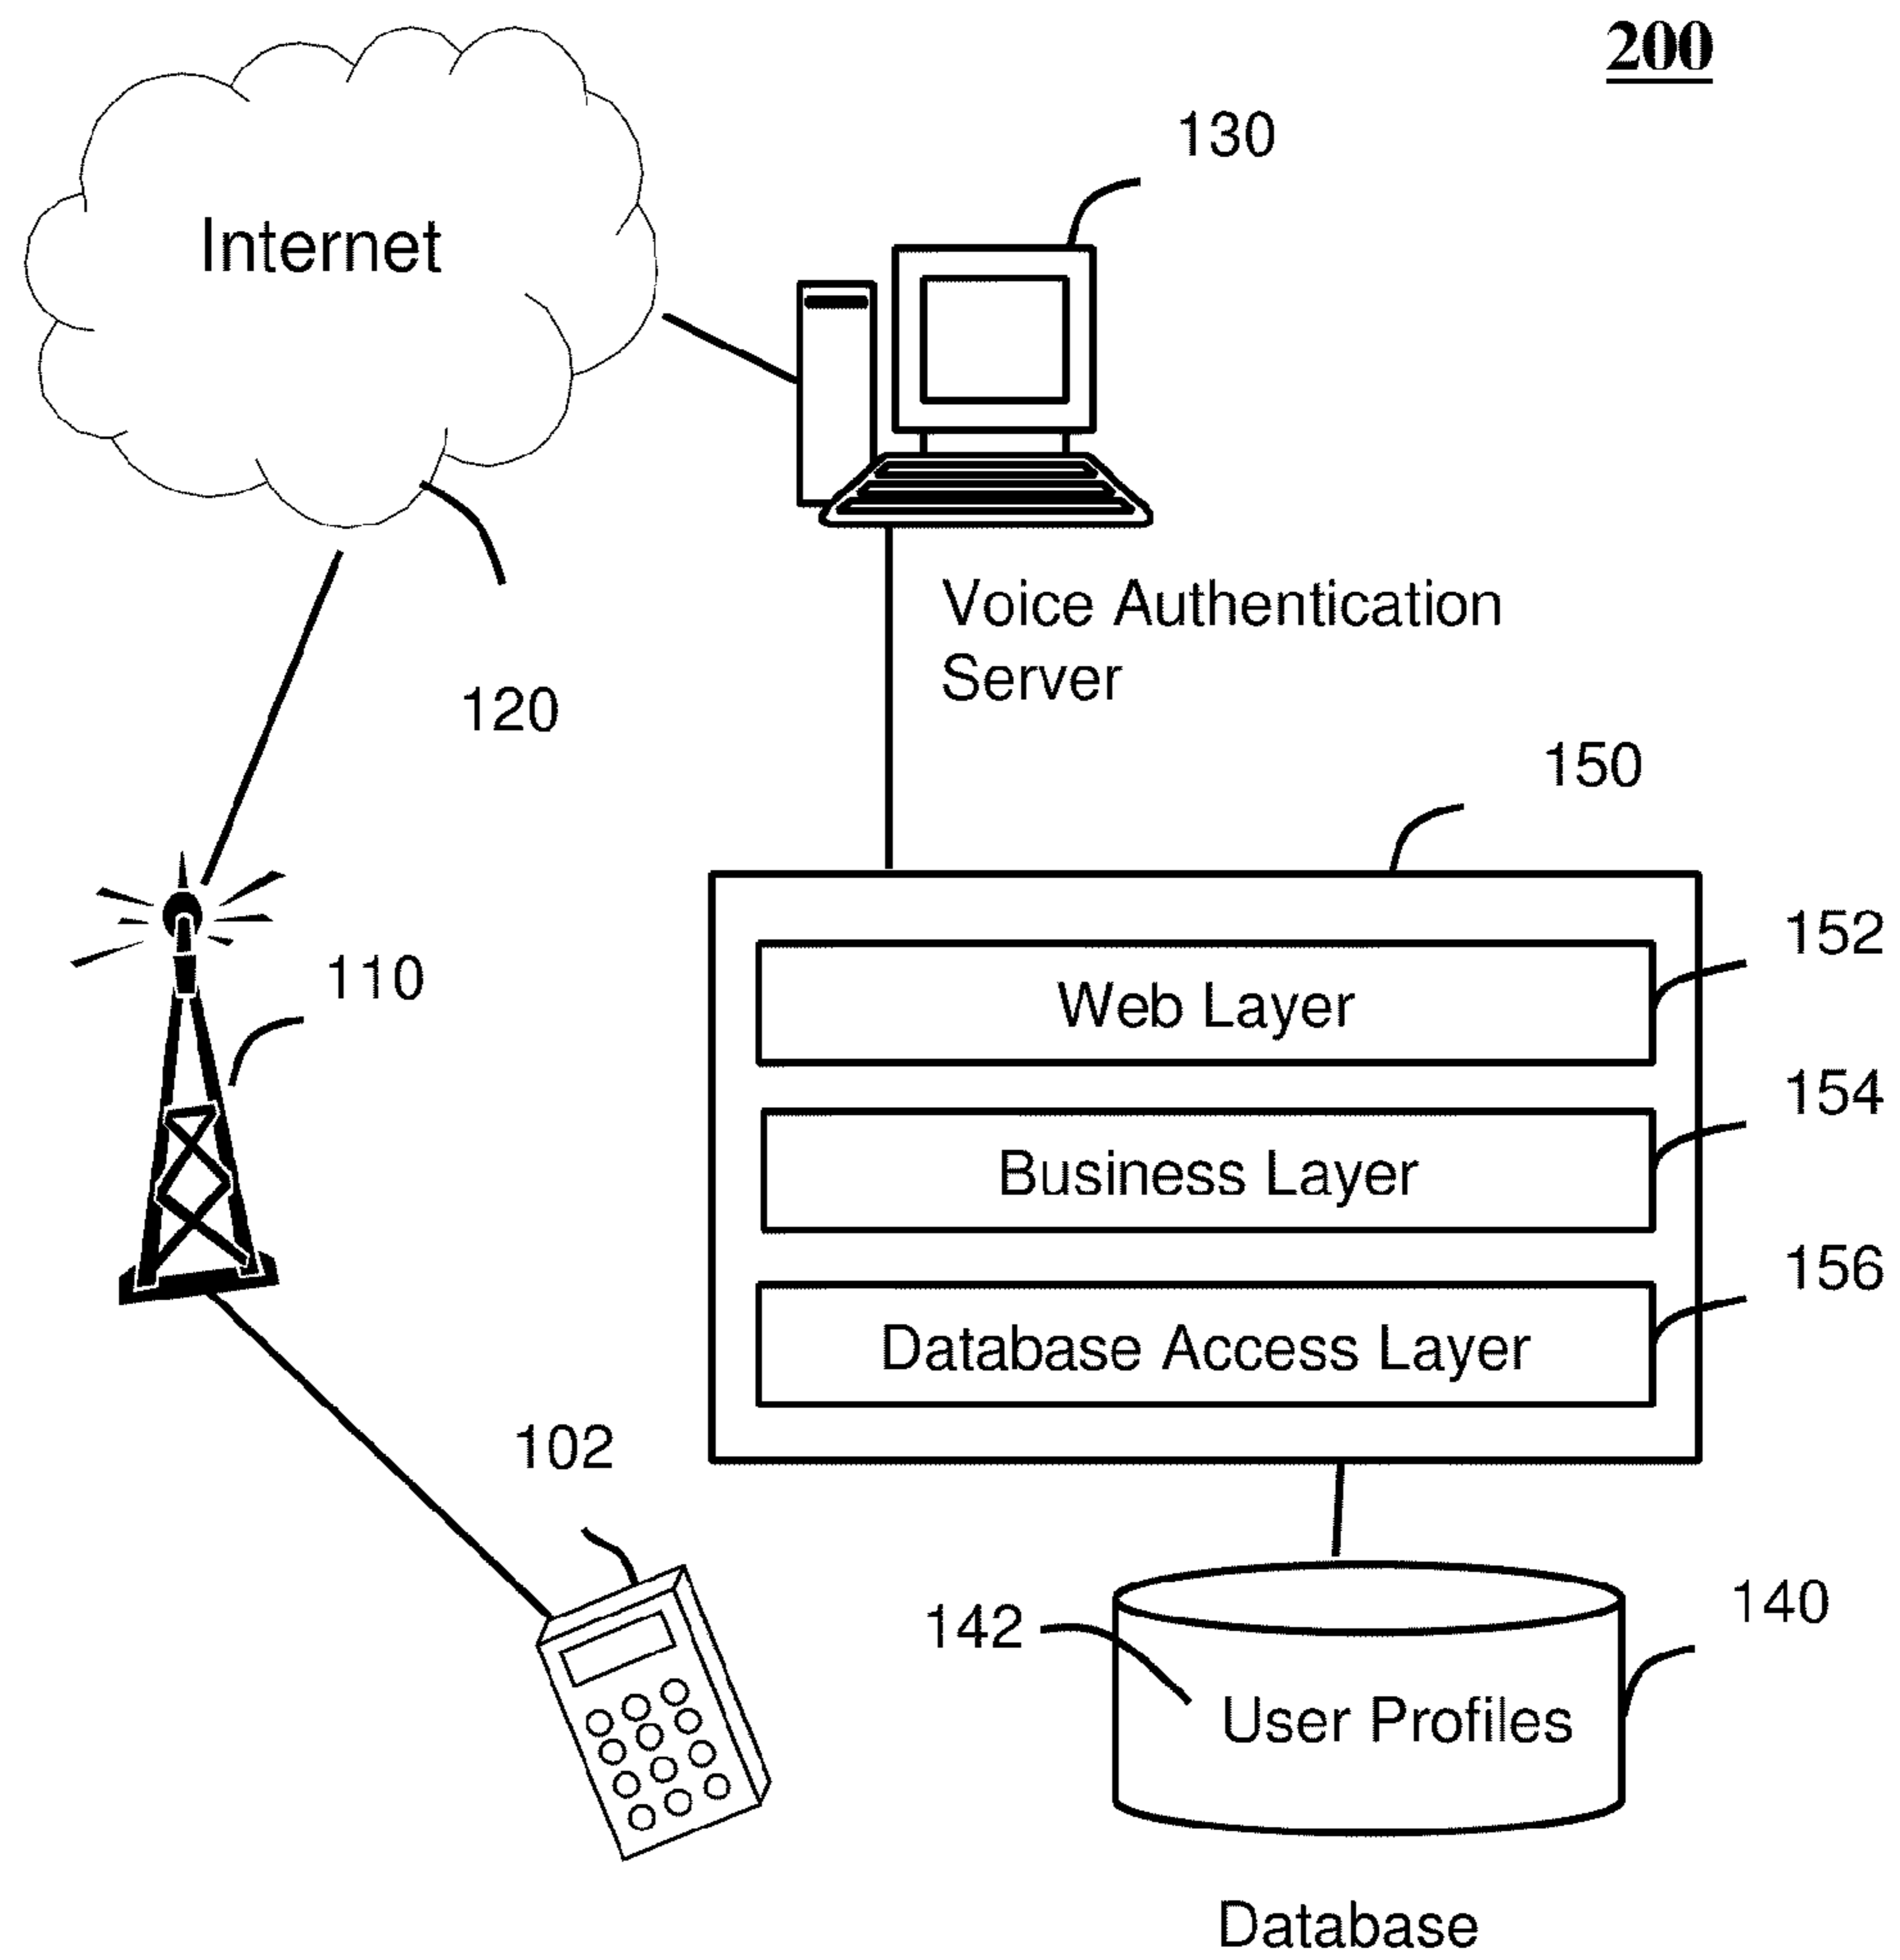 200
130
Internet
Voice Authentication
Server
120
150
152
Web Layer
110
154
Business Layer
156
Database Access Layer
102
140
142
User Profiles
Database